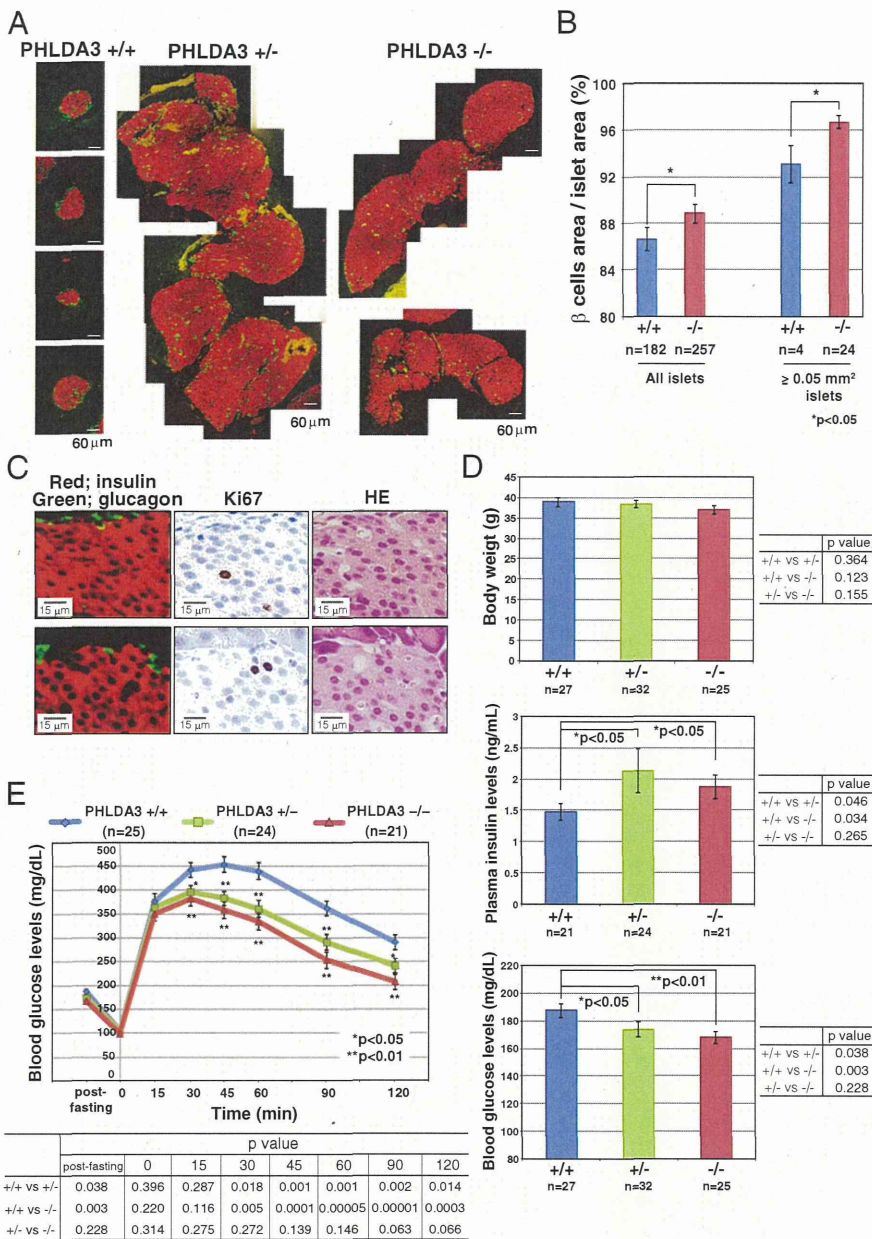 A
PHLDA3 +/+
PHLDA3 +/-
PHLDA3 -/-
60 μm
60 μm
60 μm
B
β cells area / islet area (%)
100
96
92
88
84
80
*
*
+/+
-/-
+/+
-/-
n=182
n=257
n=4
n=24
All islets
≥ 0.05 mm²
islets
*p<0.05
C
Red; insulin
Green; glucagon
Ki67
HE
15 μm
15 μm
15 μm
15 μm
15 μm
15 μm
D
Body weigt (g)
45
40
35
30
25
20
15
10
5
0
+/+
+/-
-/-
n=27
n=32
n=25
p value
+/+ vs +/- 0.364
+/+ vs -/- 0.123
+/- vs -/- 0.155
Plasma insulin levels (ng/mL)
3
2.5
2
1.5
1
0.5
0
*p<0.05
*p<0.05
+/+
+/-
-/-
n=21
n=24
n=21
p value
+/+ vs +/- 0.046
+/+ vs -/- 0.034
+/- vs -/- 0.265
Blood glucose levels (mg/dL)
220
200
180
160
140
120
100
80
**p<0.01
*p<0.05
+/+
+/-
-/-
n=27
n=32
n=25
p value
+/+ vs +/- 0.038
+/+ vs -/- 0.003
+/- vs -/- 0.228
E
PHLDA3 +/+
(n=25)
PHLDA3 +/-
(n=24)
PHLDA3 -/-
(n=21)
Blood glucose levels (mg/dL)
500
450
400
350
300
250
200
150
100
50
0
*
**
**
**
*
**
**
**
**
**
*p<0.05
**p<0.01
post-
fasting
0
15
30
45
60
90
120
Time (min)
p value
post-fasting 0 15 30 45 60 90 120
+/+ vs +/- 0.038 0.396 0.287 0.018 0.001 0.001 0.002 0.014
+/+ vs -/- 0.003 0.220 0.116 0.005 0.0001 0.00005 0.00001 0.0003
+/- vs -/- 0.228 0.314 0.275 0.272 0.139 0.146 0.063 0.066